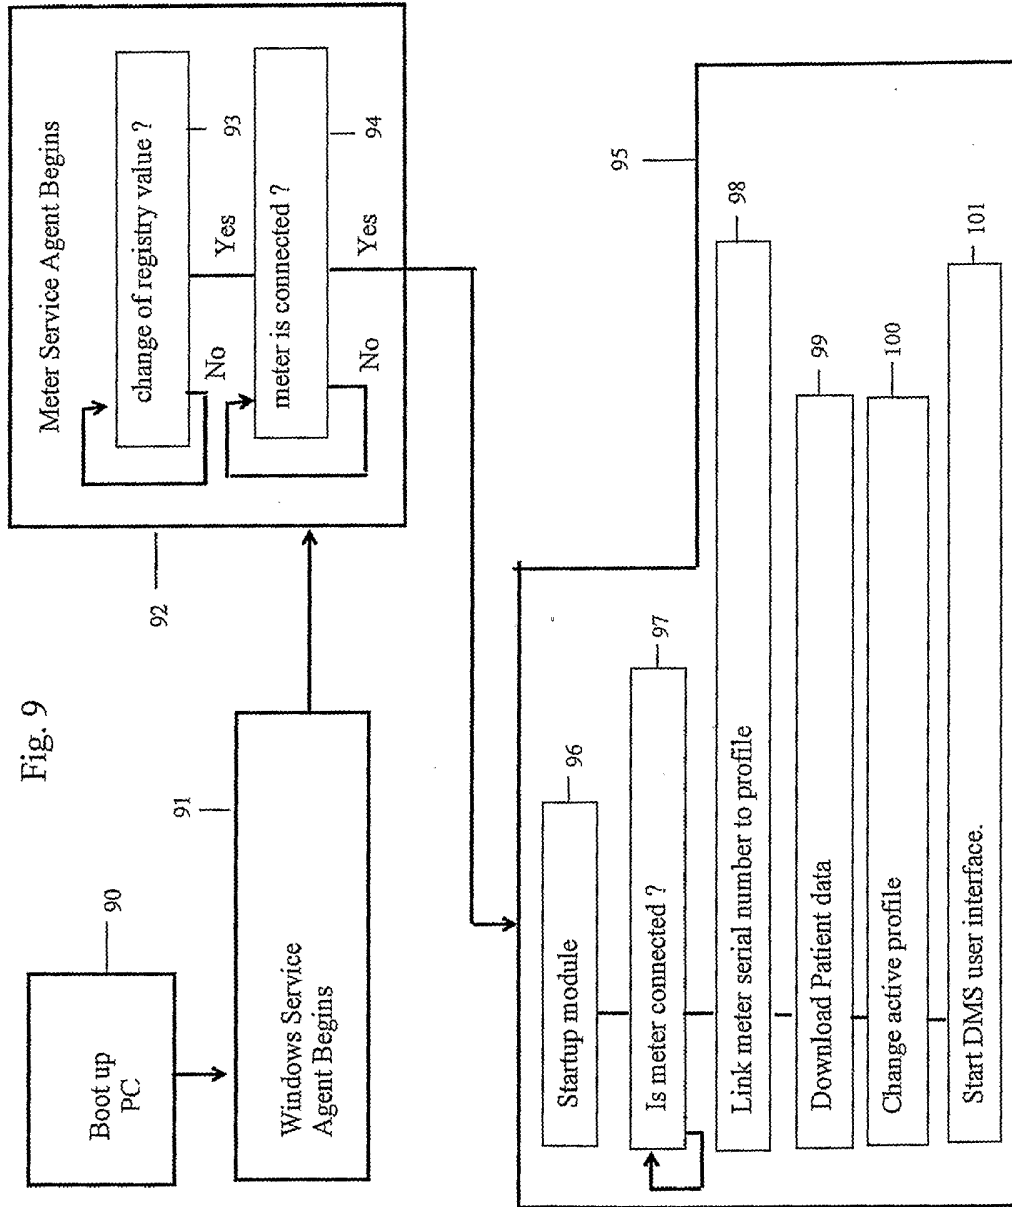 Fig. 9
Boot up
PC
90
Windows Service
Agent Begins
91
92
Meter Service Agent Begins
change of registry value ?
93
No
Yes
meter is connected ?
94
No
Yes
95
Startup module
96
Is meter connected ?
97
Link meter serial number to profile
98
Download Patient data
99
Change active profile
100
Start DMS user interface.
101